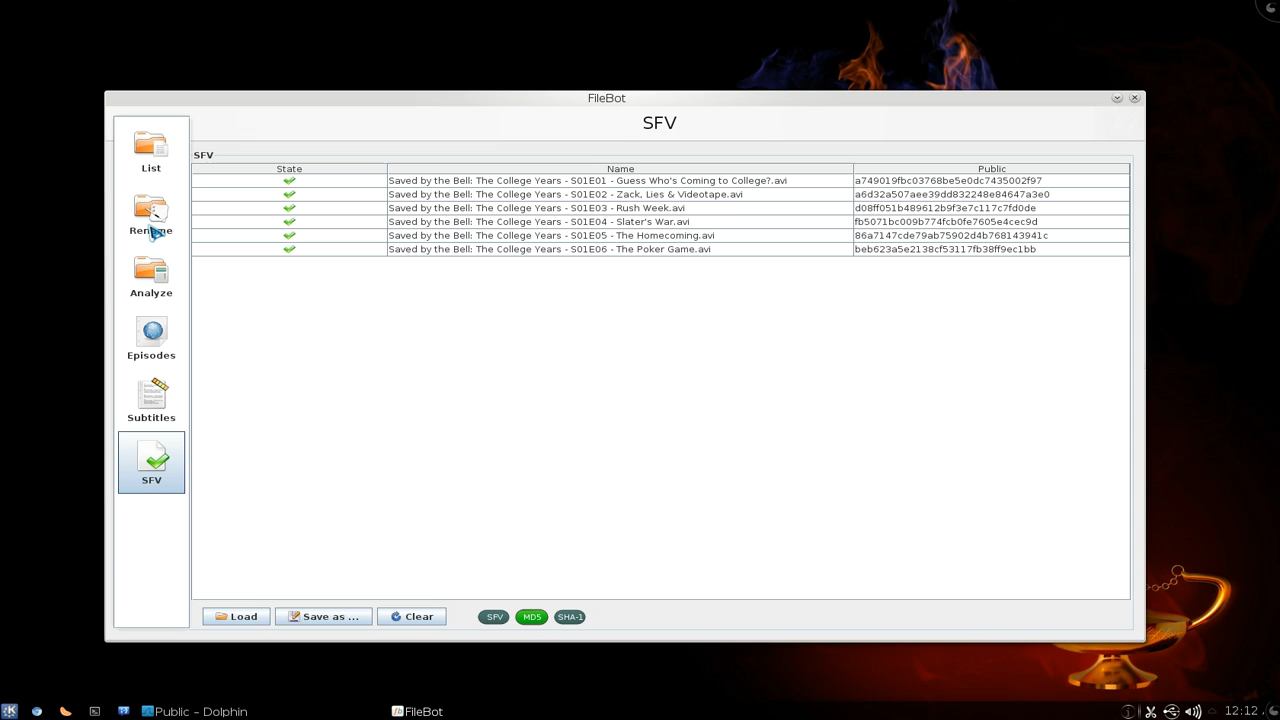 FileBot
SFV
List
Rename
Analyze
Episodes
Subtitles
SFV
SFV
State Name Public
Saved by the Bell: The College Years - S01E01 - Guess Who's Coming to College?.avi a749019fbc03768be5e0dc7435002f97
Saved by the Bell: The College Years - S01E02 - Zack, Lies & Videotape.avi a6d32a507aee39dd832248e84647a3e0
Saved by the Bell: The College Years - S01E03 - Rush Week.avi d08ff051b489612b9f3e7c117c7fd0de
Saved by the Bell: The College Years - S01E04 - Slater's War.avi fb5071bc009b774fcb0fe7605e4cec9d
Saved by the Bell: The College Years - S01E05 - The Homecoming.avi 86a7147cde79ab75902d4b768143941c
Saved by the Bell: The College Years - S01E06 - The Poker Game.avi beb623a5e2138cf53117fb38ff9ec1bb
Load Save as ... Clear SFV MD5 SHA-1
Public – Dolphin FileBot 12:12